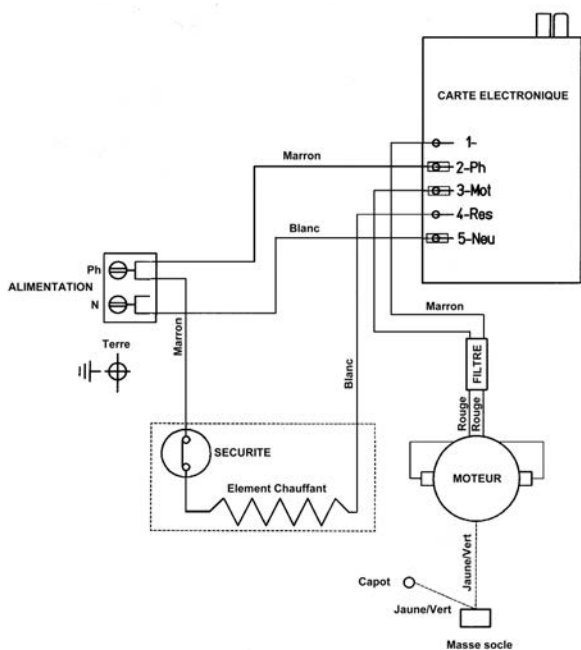 CARTE ELECTRONIQUE
1-
Marron
2-Ph
3-Mot
4-Res
Blanc
5-Neu
Ph
ALIMENTATION
N
Marron
Terre
Marron
Blanc
FILTRE
Rouge
Rouge
SECURITE
Element Chauffant
MOTEUR
Jaune/Vert
Capot
Jaune/Vert
Masse socle